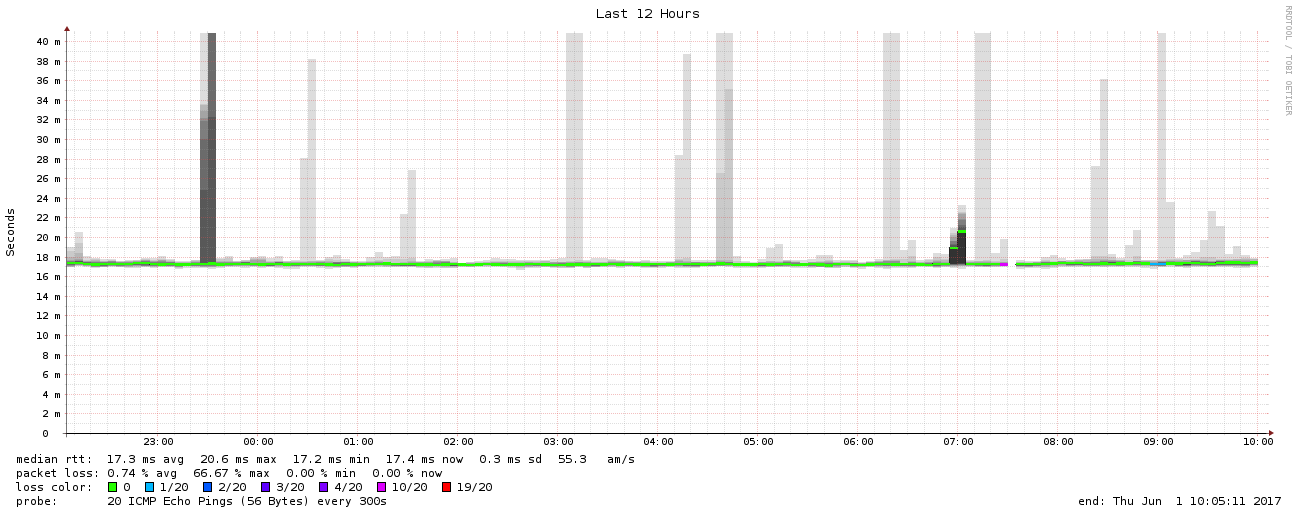 Last 12 Hours
RRDTOOL / TOBI OETIKER
Seconds
40 m
38 m
36 m
34 m
32 m
30 m
28 m
26 m
24 m
22 m
20 m
18 m
16 m
14 m
12 m
10 m
8 m
6 m
4 m
2 m
0
23:00 00:00 01:00 02:00 03:00 04:00 05:00 06:00 07:00 08:00 09:00 10:00
median rtt: 17.3 ms avg 20.6 ms max 17.2 ms min 17.4 ms now 0.3 ms sd 55.3 am/s
packet loss: 0.74 % avg 66.67 % max 0.00 % min 0.00 % now
loss color: 0 1/20 2/20 3/20 4/20 10/20 19/20
probe: 20 ICMP Echo Pings (56 Bytes) every 300s end: Thu Jun 1 10:05:11 2017